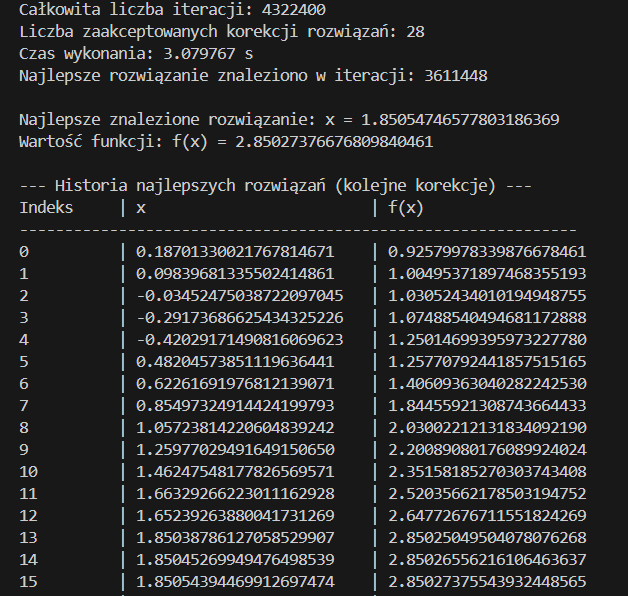 Całkowita liczba iteracji: 4322400
Liczba zaakceptowanych korekcji rozwiązań: 28
Czas wykonania: 3.079767 s
Najlepsze rozwiązanie znaleziono w iteracji: 3611448

Najlepsze znalezione rozwiązanie: x = 1.85054746577803186369
Wartość funkcji: f(x) = 2.85027376676809840461

--- Historia najlepszych rozwiązań (kolejne korekcje) ---
Indeks | x | f(x)
--------------------------------------------------------------
0 | 0.18701330021767814671 | 0.92579978339876678461
1 | 0.09839681335502414861 | 1.00495371897468355193
2 | -0.03452475038722097045 | 1.03052434010194948755
3 | -0.29173686625434325226 | 1.07488540494681172888
4 | -0.42029171490816069623 | 1.25014699395973227780
5 | 0.48204573851119636441 | 1.25770792441857515165
6 | 0.62261691976812139071 | 1.40609363040282242530
7 | 0.85497324914424199793 | 1.84455921308743664433
8 | 1.05723814220604839242 | 2.03002212131834092190
9 | 1.25977029491649150650 | 2.20089080176089924024
10 | 1.46247548177826569571 | 2.35158185270303743408
11 | 1.66329266223011162928 | 2.52035662178503194752
12 | 1.65239263880041731269 | 2.64772676711551824269
13 | 1.85038786127058529907 | 2.85025049504078076268
14 | 1.85045269949476498539 | 2.85026556216106463637
15 | 1.85054394469912697474 | 2.85027375543932448565